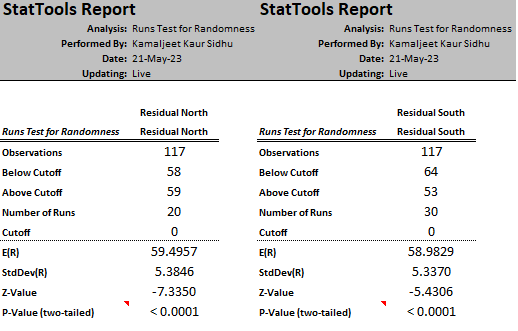 StatTools Report
Analysis: Runs Test for Randomness
Performed By: Kamaljeet Kaur Sidhu
Date: 21-May-23
Updating: Live
Residual North
Runs Test for Randomness Residual North
Observations 117
Below Cutoff 58
Above Cutoff 59
Number of Runs 20
Cutoff 0
E(R) 59.4957
StdDev(R) 5.3846
Z-Value -7.3350
P-Value (two-tailed) < 0.0001
StatTools Report
Analysis: Runs Test for Randomness
Performed By: Kamaljeet Kaur Sidhu
Date: 21-May-23
Updating: Live
Residual South
Runs Test for Randomness Residual South
Observations 117
Below Cutoff 64
Above Cutoff 53
Number of Runs 30
Cutoff 0
E(R) 58.9829
StdDev(R) 5.3370
Z-Value -5.4306
P-Value (two-tailed) < 0.0001